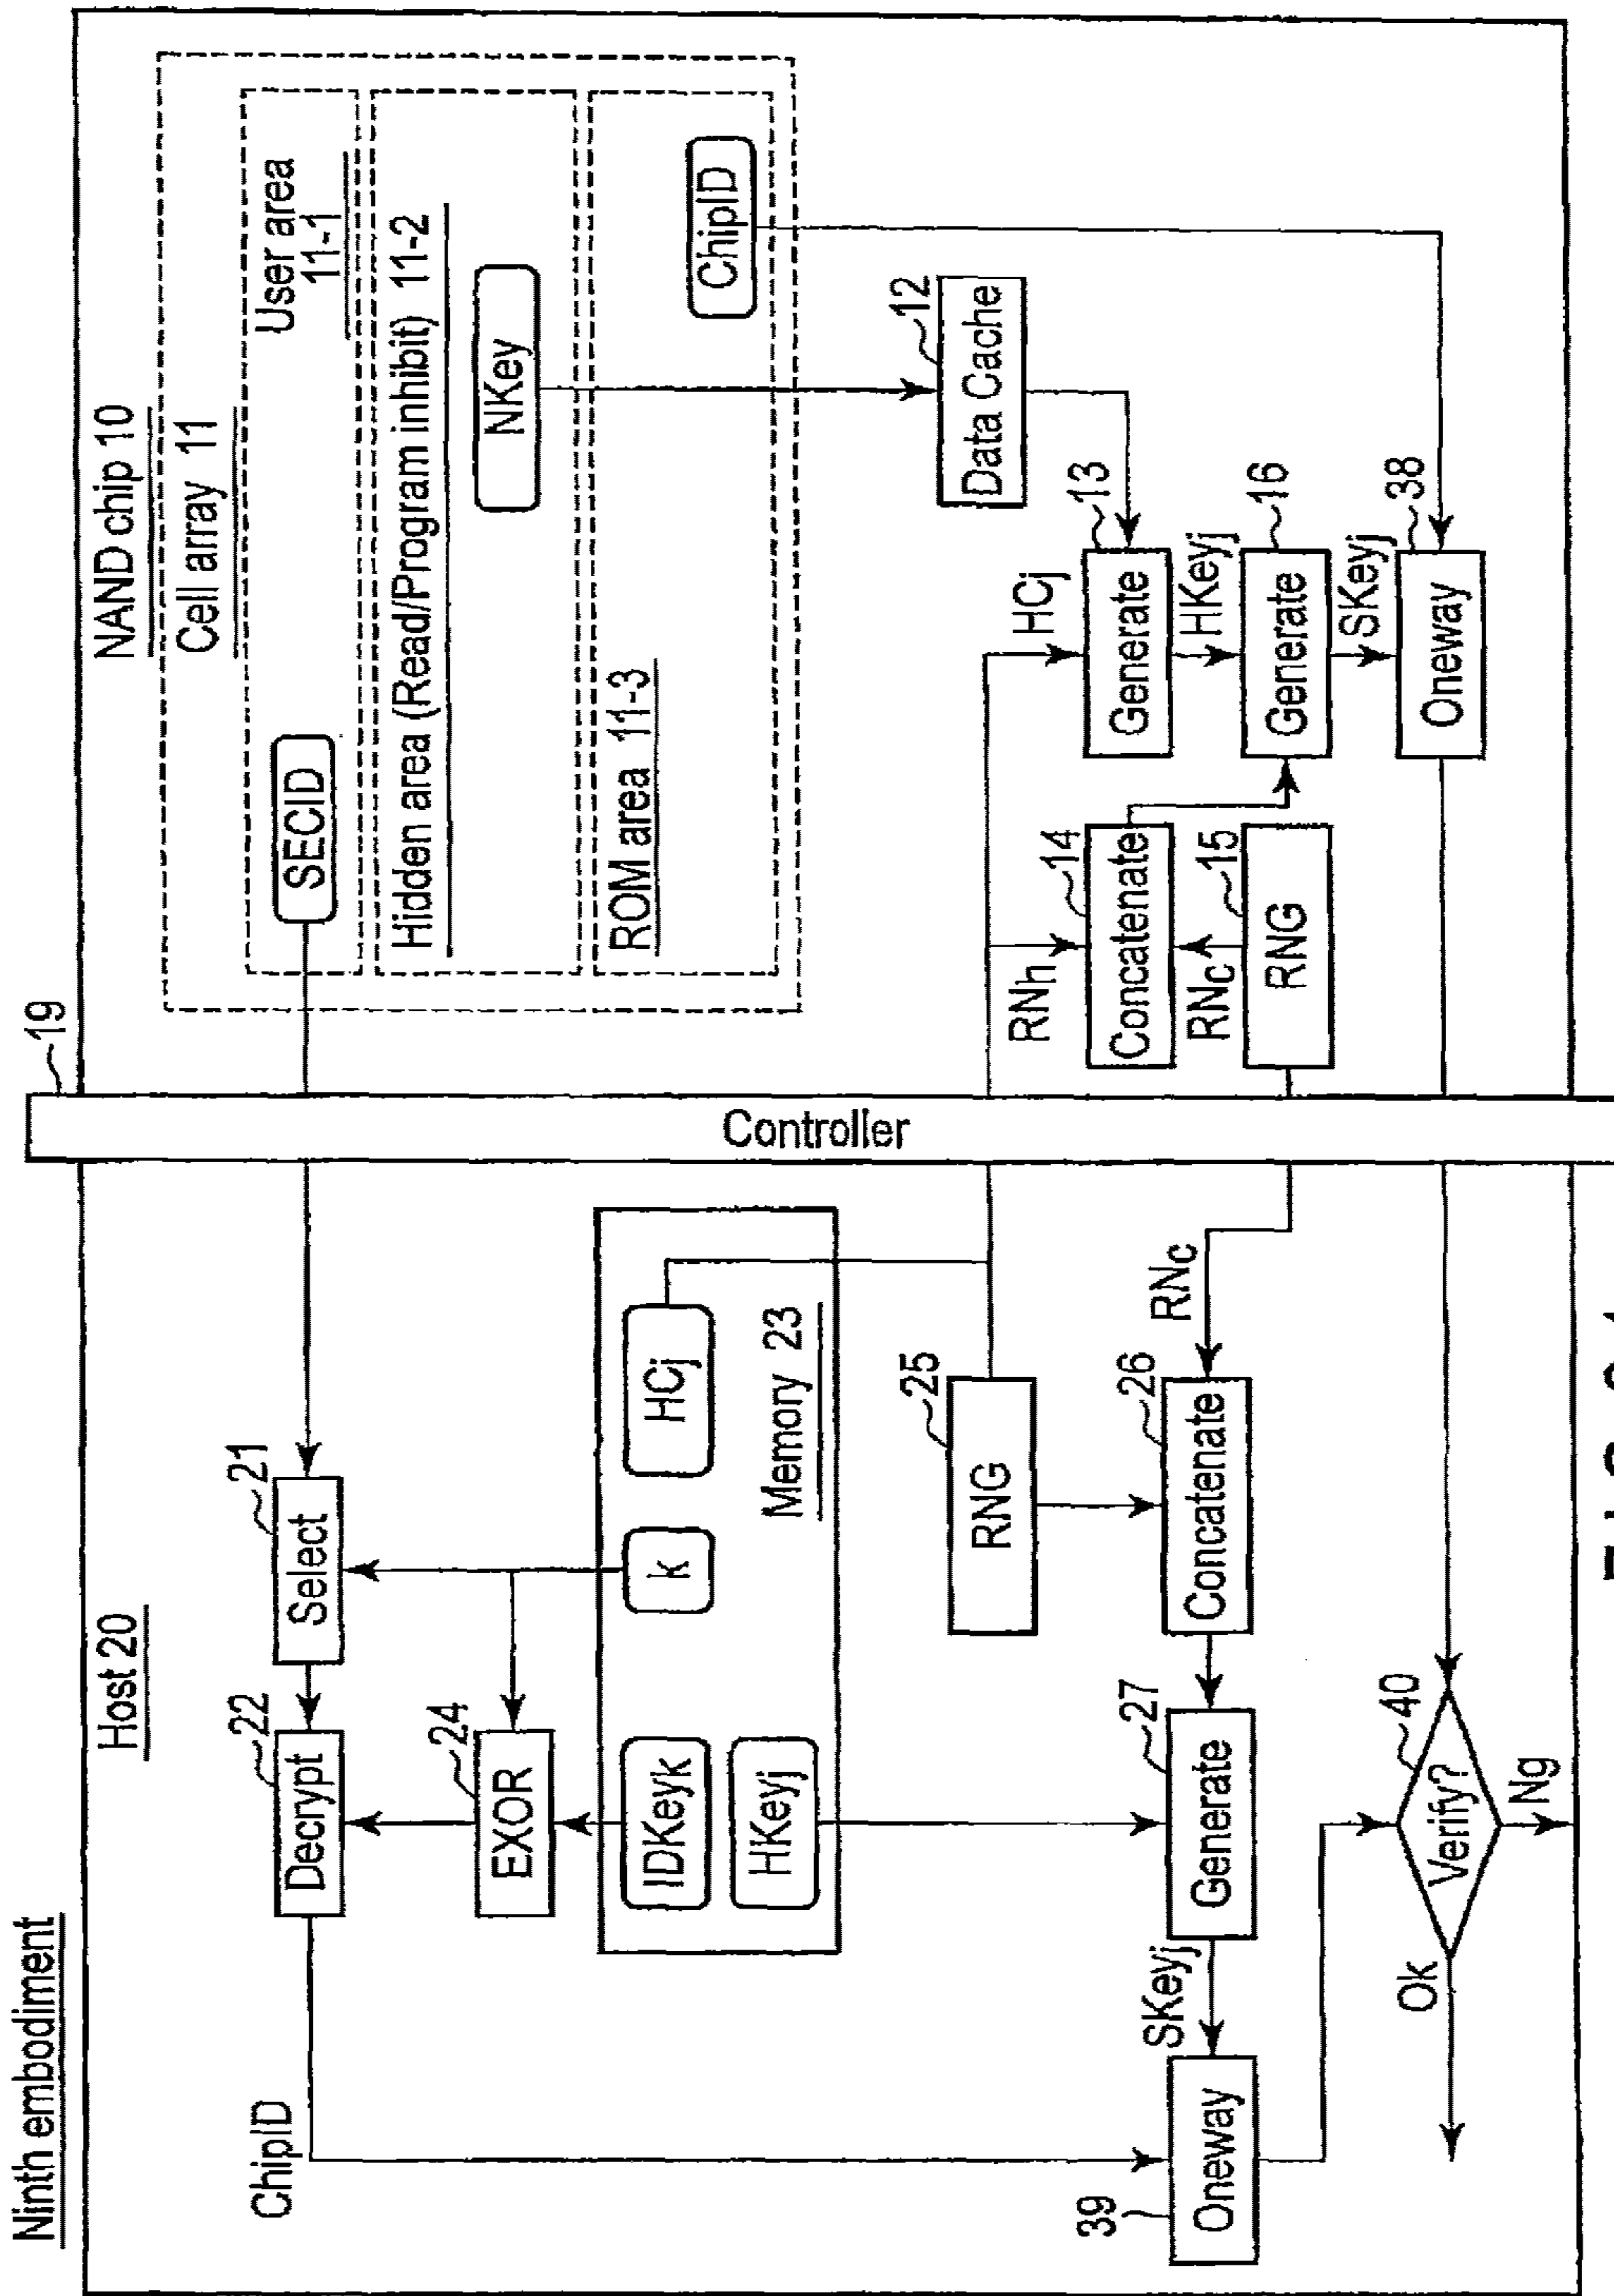 Ninth embodiment
Host 20
ChipID
Decrypt
22
Select
21
EXOR
24
IDKeyk
k
HCj
HKeyj
Memory 23
RNG
25
SKeyj
Generate
27
Concatenate
26
RNc
39
Oneway
Verify?
40
Ok
Ng
Controller
19
NAND chip 10
Cell array 11
SECID
User area
11-1
Hidden area (Read/Program inhibit) 11-2
NKey
ROM area 11-3
ChipID
Data Cache
12
RNh
Concatenate
14
RNc
RNG
15
HCj
Generate
13
HKeyj
Generate
16
SKeyj
Oneway
38